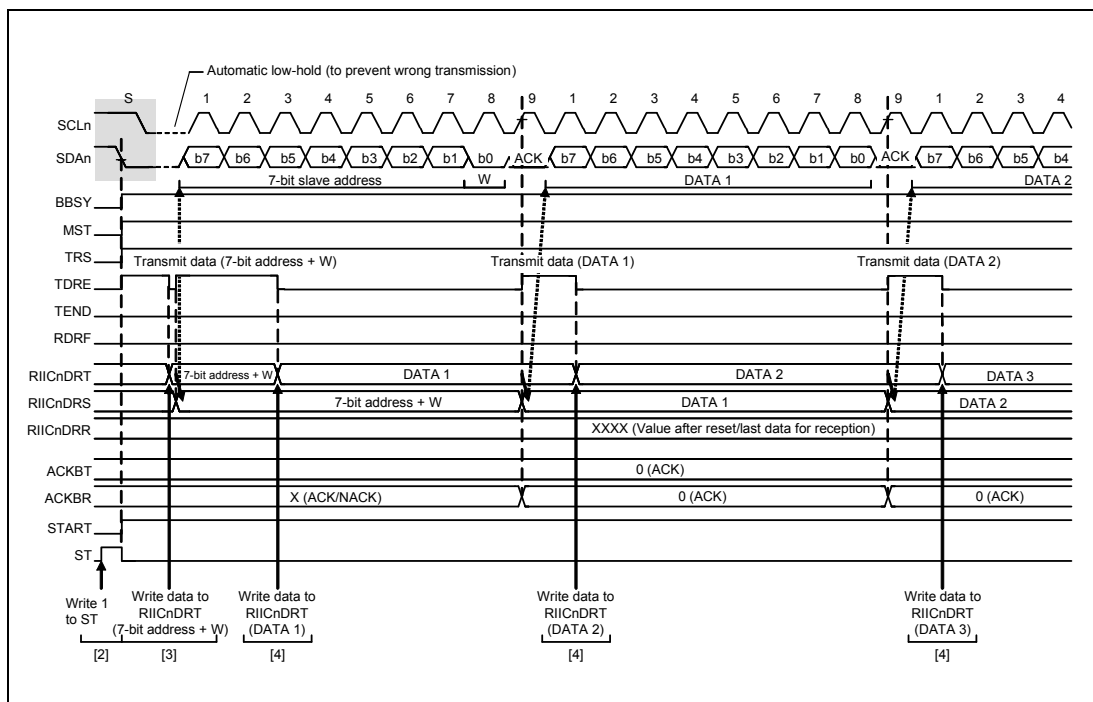 Automatic low-hold (to prevent wrong transmission)
S 1 2 3 4 5 6 7 8 9 1 2 3 4 5 6 7 8 9 1 2 3 4
SCLn
SDAn b7 b6 b5 b4 b3 b2 b1 b0 ACK b7 b6 b5 b4 b3 b2 b1 b0 ACK b7 b6 b5 b4
7-bit slave address W DATA 1 DATA 2
BBSY
MST
TRS
Transmit data (7-bit address + W) Transmit data (DATA 1) Transmit data (DATA 2)
TDRE
TEND
RDRF
RIICnDRT 7-bit address + W DATA 1 DATA 2 DATA 3
RIICnDRS 7-bit address + W DATA 1 DATA 2
RIICnDRR XXXX (Value after reset/last data for reception)
ACKBT 0 (ACK)
ACKBR X (ACK/NACK) 0 (ACK) 0 (ACK)
START
ST
Write 1 to ST
Write data to RIICnDRT (7-bit address + W)
Write data to RIICnDRT (DATA 1)
Write data to RIICnDRT (DATA 2)
Write data to RIICnDRT (DATA 3)
[2] [3] [4] [4] [4]